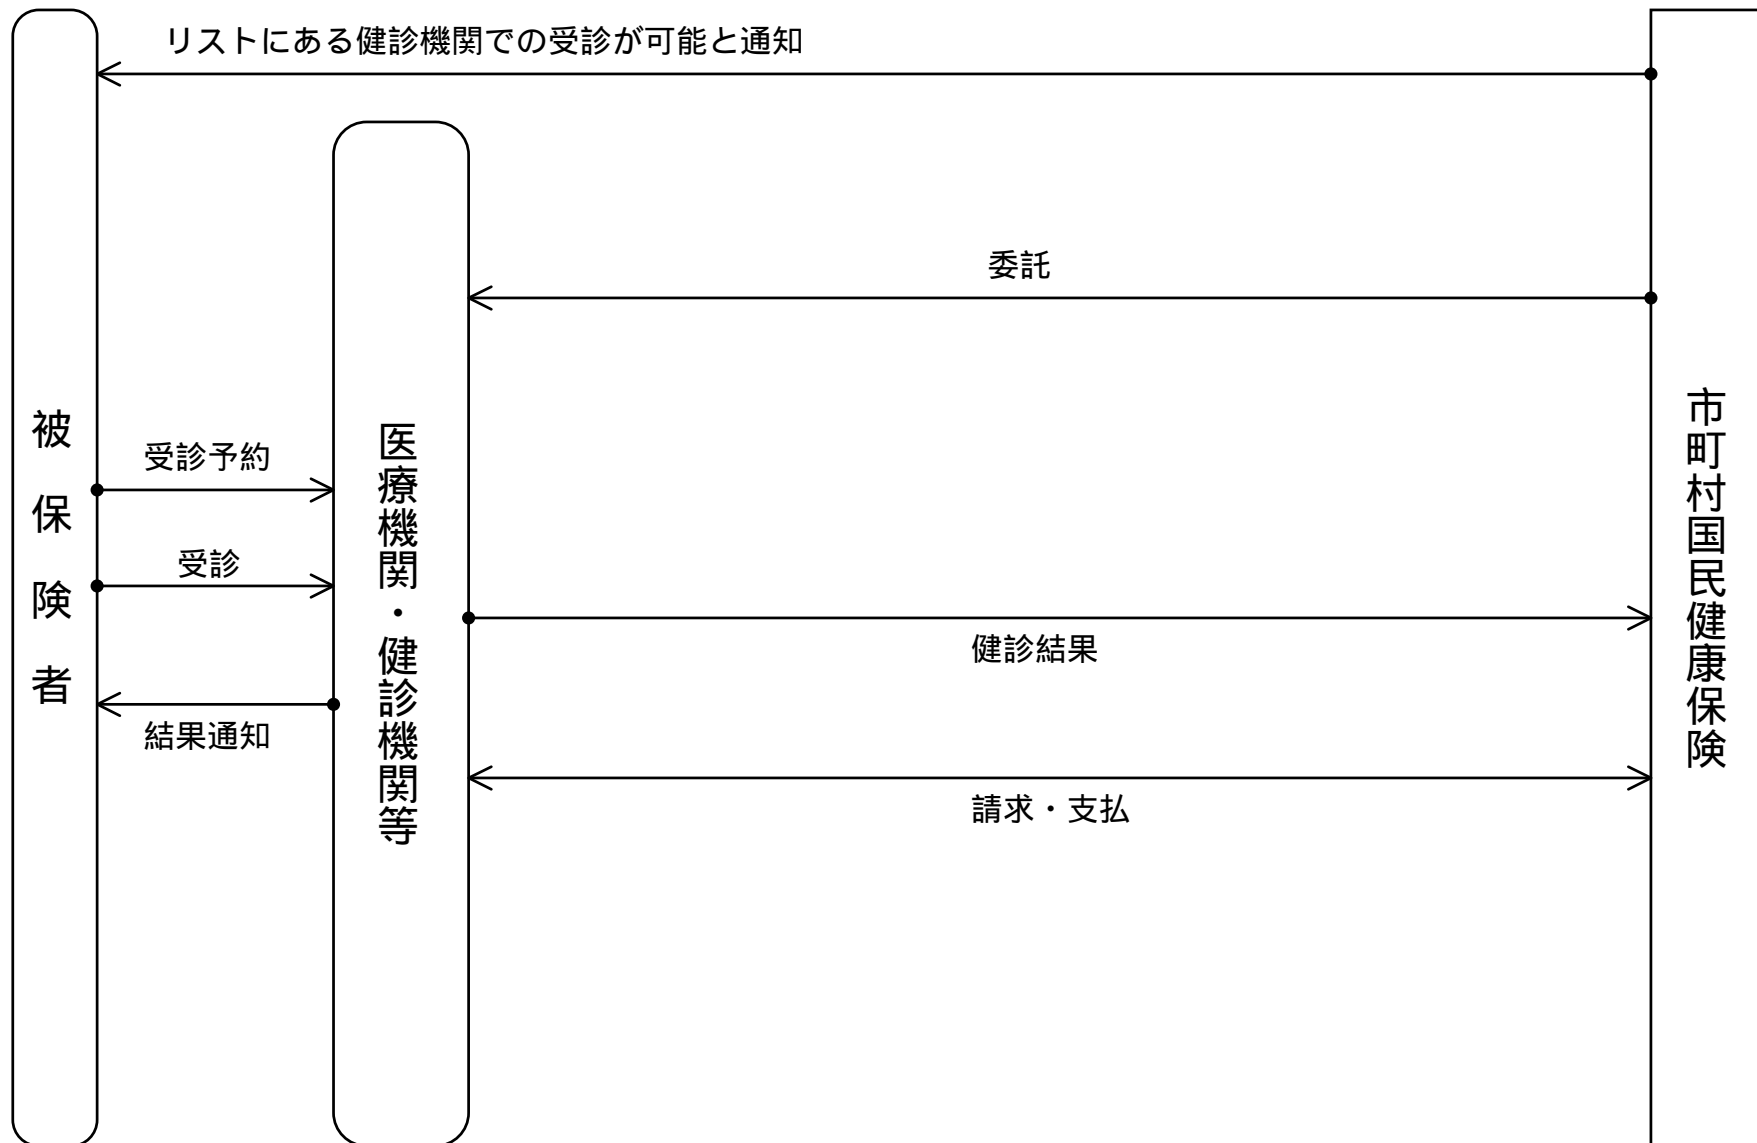 リストにある健診機関での受診が可能と通知
委託
被保険者
受診予約
医療機関・健診機関等
市町村国民健康保険
受診
健診結果
結果通知
請求・支払